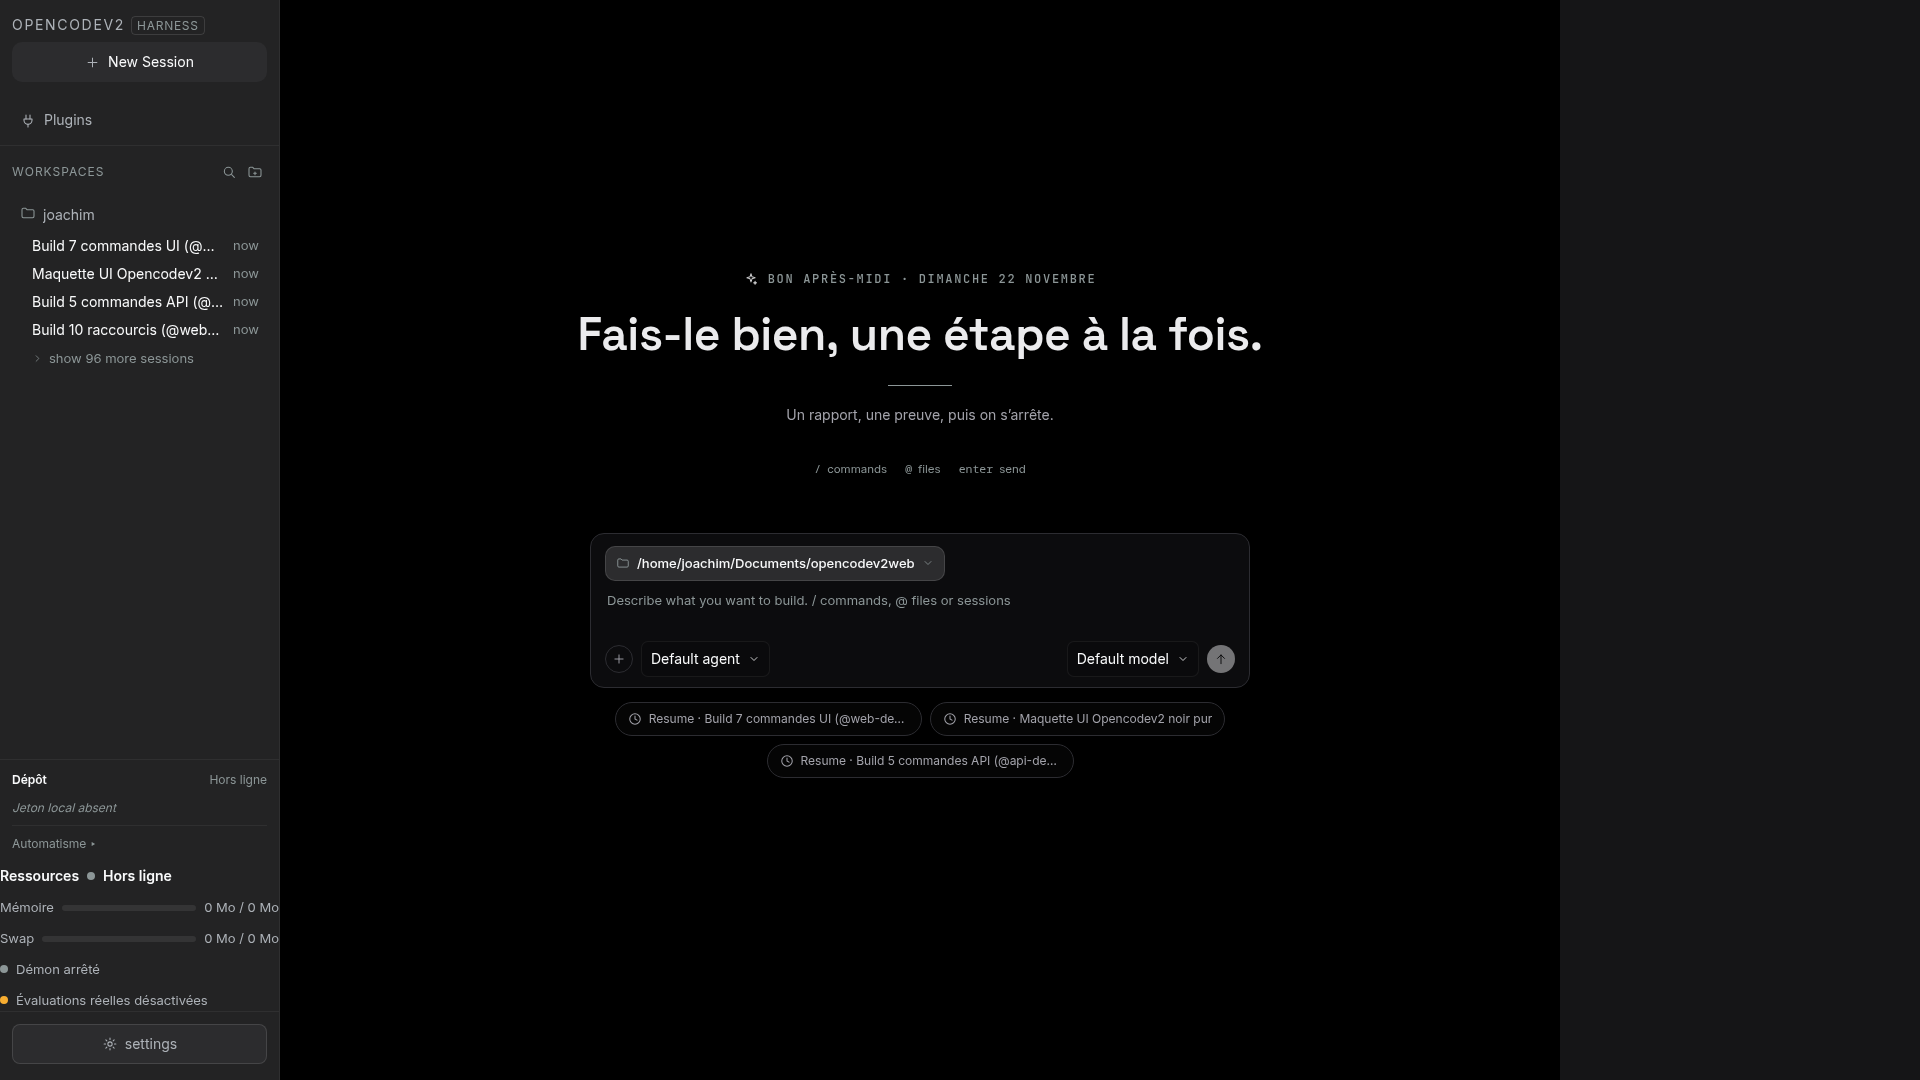 OPENCODEV2 HARNESS
New Session
Plugins
WORKSPACES
joachim
Build 7 commandes UI (@... now
Maquette UI Opencodev2 ... now
Build 5 commandes API (@... now
Build 10 raccourcis (@web... now
show 96 more sessions
Dépôt Hors ligne
Jeton local absent
Automatisme
Ressources Hors ligne
Mémoire 0 Mo / 0 Mo
Swap 0 Mo / 0 Mo
Démon arrêté
Évaluations réelles désactivées
settings
BON APRÈS-MIDI · DIMANCHE 22 NOVEMBRE
Fais-le bien, une étape à la fois.
Un rapport, une preuve, puis on s’arrête.
/ commands @ files enter send
/home/joachim/Documents/opencodev2web
Describe what you want to build. / commands, @ files or sessions
Default agent Default model
Resume · Build 7 commandes UI (@web-de... Resume · Maquette UI Opencodev2 noir pur
Resume · Build 5 commandes API (@api-de...